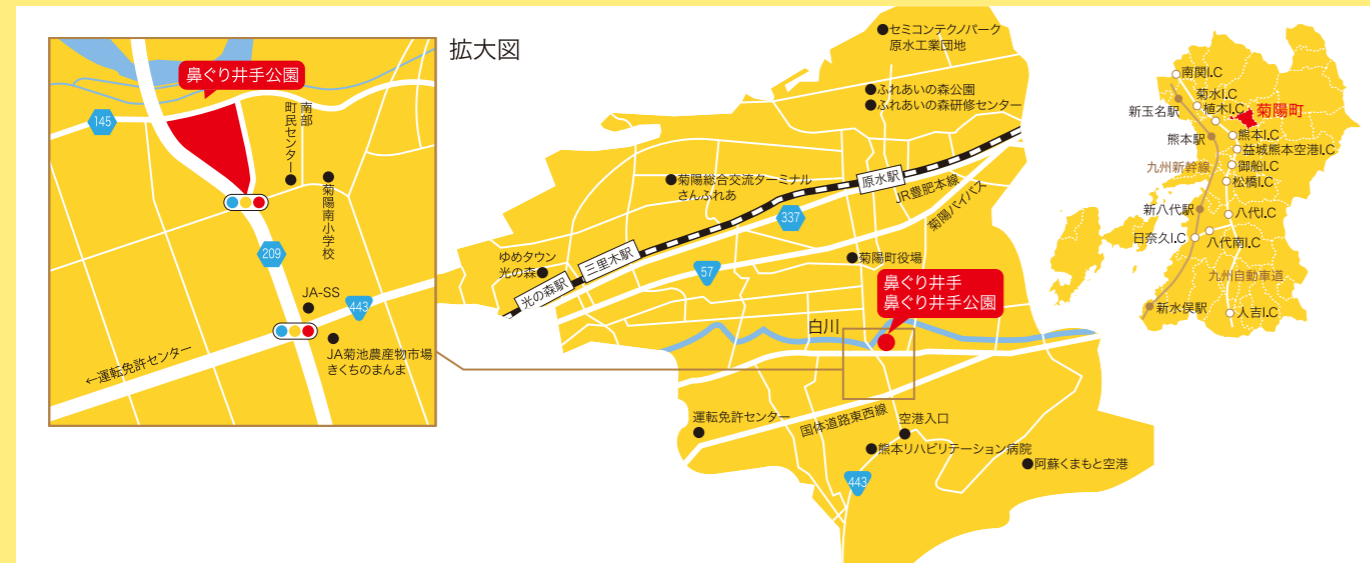 拡大図
鼻ぐり井手公園
145
南部
町民センター
菊陽南小学校
209
JA-SS
443
JA菊池農産物市場
きくちのまんま
←運転免許センター
セミコンテクノパーク
原水工業団地
ふれあいの森公園
ふれあいの森研修センター
菊陽総合交流ターミナル
さんふれあ
原水駅
JR豊肥本線
337
菊陽バイパス
三里木駅
ゆめタウン
光の森
光の森駅
57
菊陽町役場
鼻ぐり井手
鼻ぐり井手公園
白川
運転免許センター
国体道路東西線
空港入口
熊本リハビリテーション病院
阿蘇くまもと空港
443
南関I.C
菊水I.C
新玉名駅
植木I.C
菊陽町
熊本駅
熊本I.C
益城熊本空港I.C
九州新幹線
御船I.C
松橋I.C
新八代駅
八代I.C
日奈久I.C
八代南I.C
九州自動車道
新水俣駅
人吉I.C